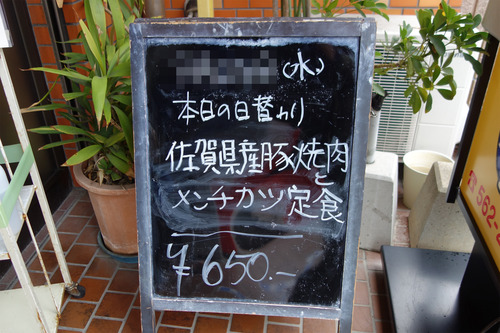 (水)
本日の日替わり
佐賀県産豚焼肉
と
メンチカツ定食
¥650.-
562-